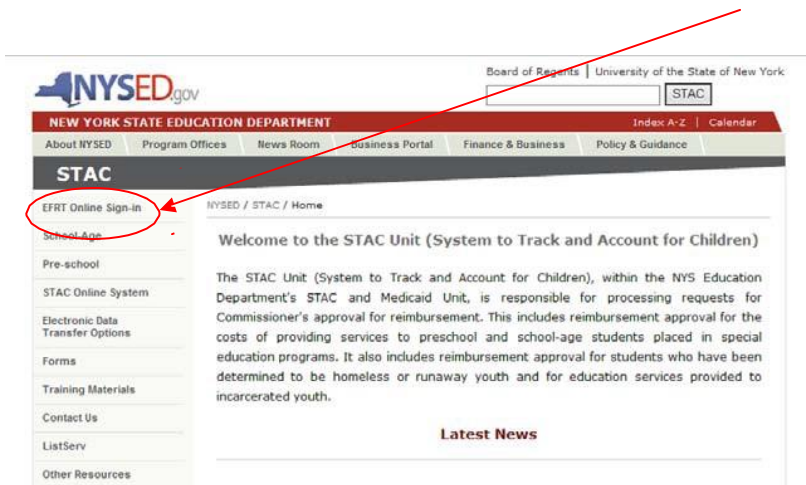 Board of Regents | University of the State of New York
NYSED.gov
STAC
NEW YORK STATE EDUCATION DEPARTMENT
Index A-Z | Calendar
About NYSED
Program Offices
News Room
Business Portal
Finance & Business
Policy & Guidance
STAC
EFRT Online Sign-in
School-Age
Pre-school
STAC Online System
Electronic Data
Transfer Options
Forms
Training Materials
Contact Us
ListServ
Other Resources
NYSED / STAC / Home
Welcome to the STAC Unit (System to Track and Account for Children)
The STAC Unit (System to Track and Account for Children), within the NYS Education
Department's STAC and Medicaid Unit, is responsible for processing requests for
Commissioner's approval for reimbursement. This includes reimbursement approval for the
costs of providing services to preschool and school-age students placed in special
education programs. It also includes reimbursement approval for students who have been
determined to be homeless or runaway youth and for education services provided to
incarcerated youth.
Latest News